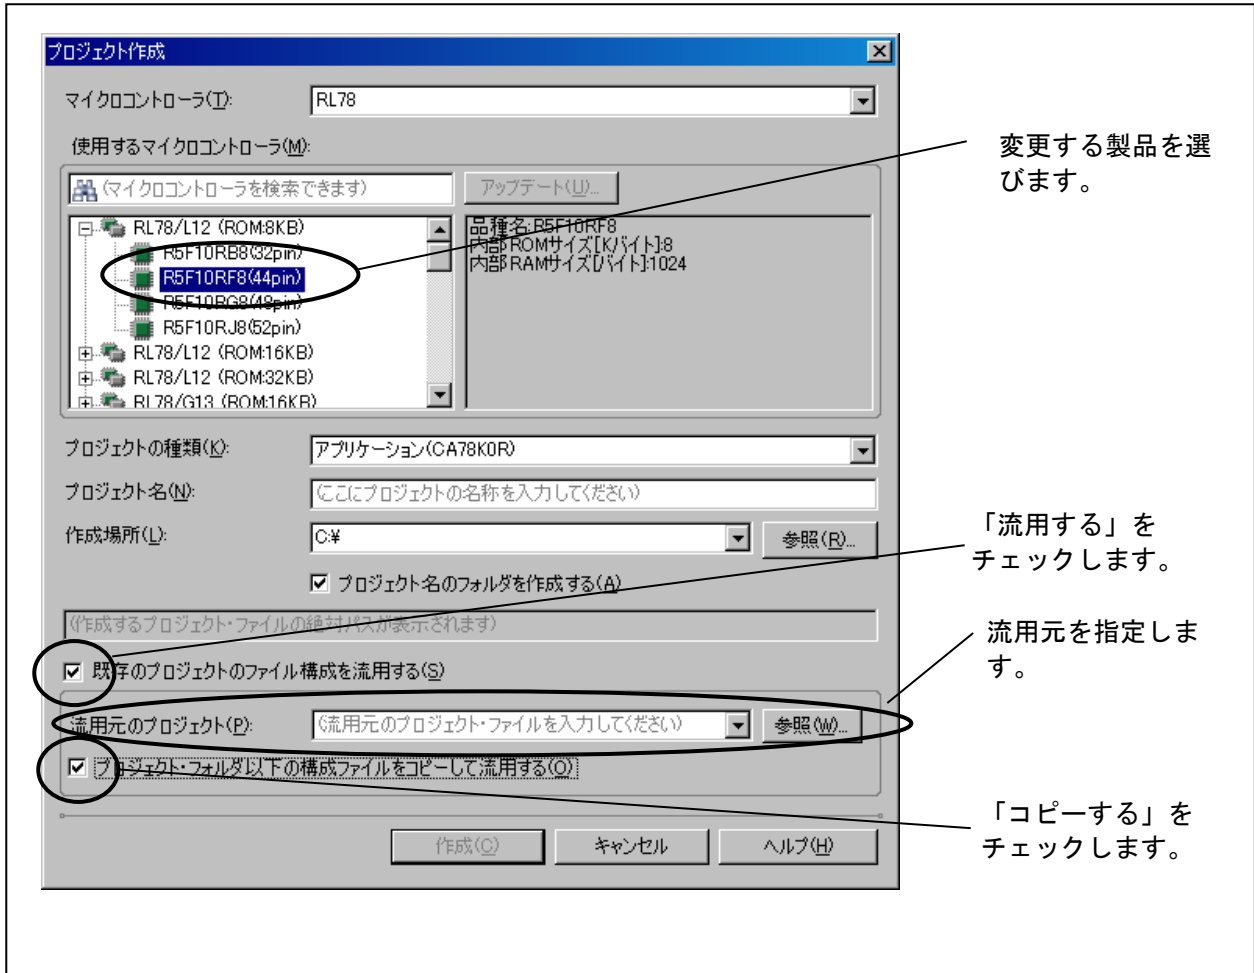 プロジェクト作成
マイクロコントローラ(T):
RL78
使用するマイクロコントローラ(M):
(マイクロコントローラを検索できます)
アップデート(U)...
RL78/L12 (ROM:8KB)
R5F10RB8(32pin)
R5F10RF8(44pin)
R5F10RG8(48pin)
R5F10RJ8(52pin)
RL78/L12 (ROM:16KB)
RL78/L12 (ROM:32KB)
RL78/G13 (ROM:16KB)
品種名:R5F10RF8
内部ROMサイズ[Kバイト]:8
内部RAMサイズ[バイト]:1024
変更する製品を選
びます。
プロジェクトの種類(K):
アプリケーション(CA78K0R)
プロジェクト名(N):
(ここにプロジェクトの名称を入力してください)
作成場所(L):
C:¥
参照(R)...
プロジェクト名のフォルダを作成する(A)
「流用する」を
チェックします。
(作成するプロジェクト・ファイルの絶対パスが表示されます)
既存のプロジェクトのファイル構成を流用する(S)
流用元を指定しま
す。
流用元のプロジェクト(P):
(流用元のプロジェクト・ファイルを入力してください)
参照(W)...
プロジェクト・フォルダ以下の構成ファイルをコピーして流用する(O)
「コピーする」を
チェックします。
作成(C)
キャンセル
ヘルプ(H)